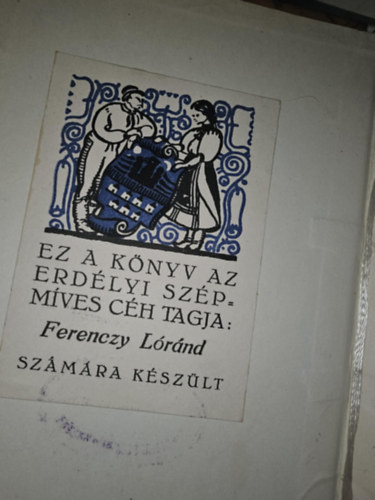 EZ A KÖNYV AZ
ERDÉLYI SZÉP=
MÍVES CÉH TAGJA:
Ferenczy Lóránd
SZÁMÁRA KÉSZÜLT